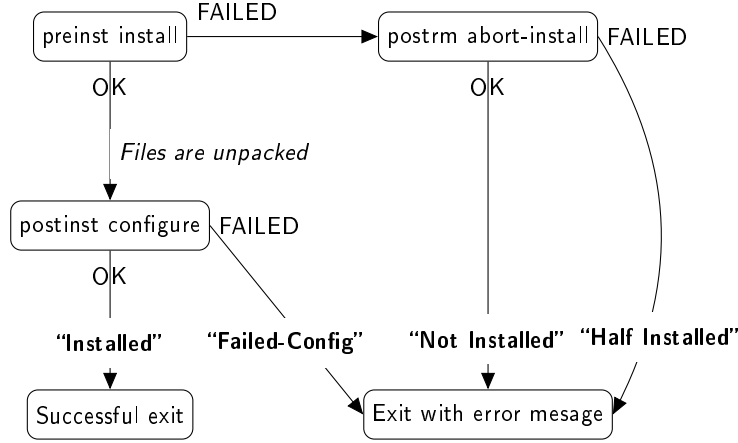 FAILED
preinst install
postrm abort-install
FAILED
OK
OK
Files are unpacked
postinst configure
FAILED
OK
“Installed”
“Failed-Config”
“Not Installed”
“Half Installed”
Successful exit
Exit with error mesage